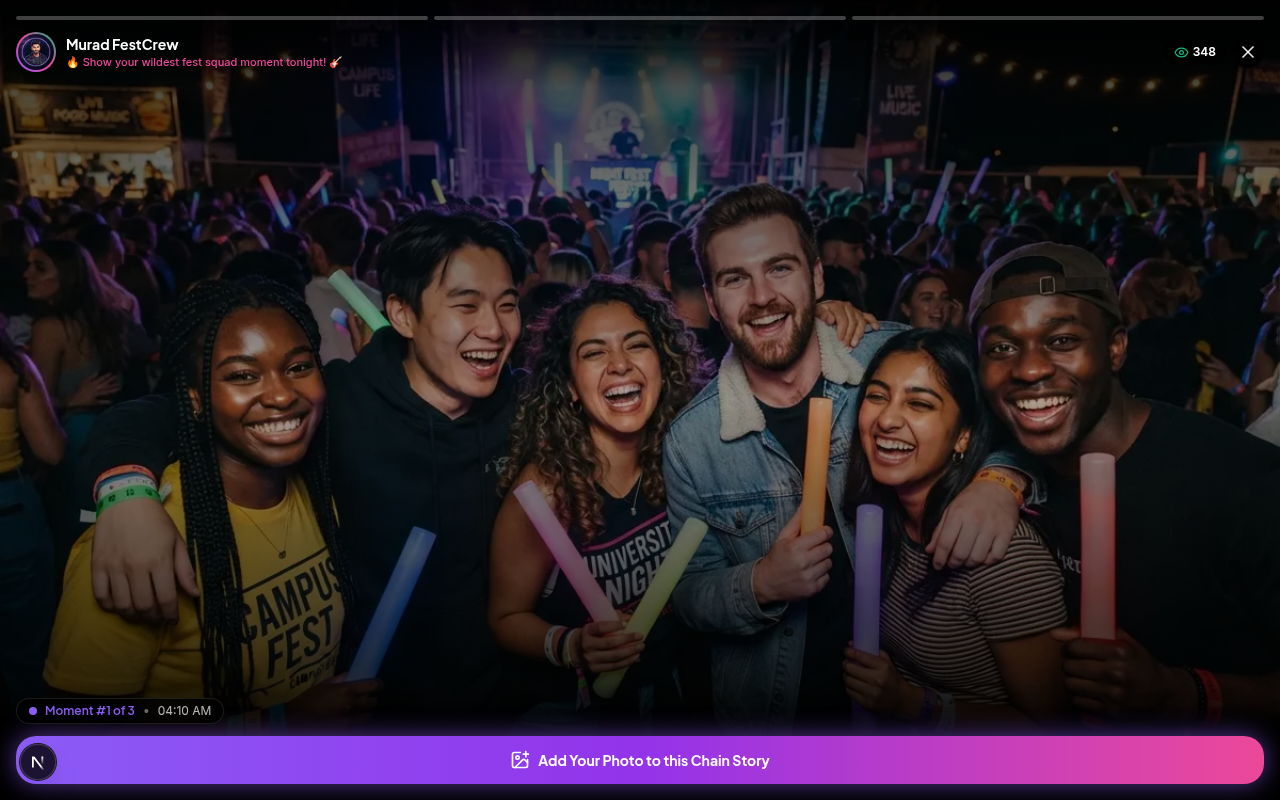 Murad FestCrew
🔥 Show your wildest fest squad moment tonight! 🎸
348
CAMPUS
LIFE
LIVE
FOOD MUSIC
LIVE
MUSIC
UNIVERSIT
NIGHT
CAMPUS
FEST
Moment #1 of 3 • 04:10 AM
N
Add Your Photo to this Chain Story